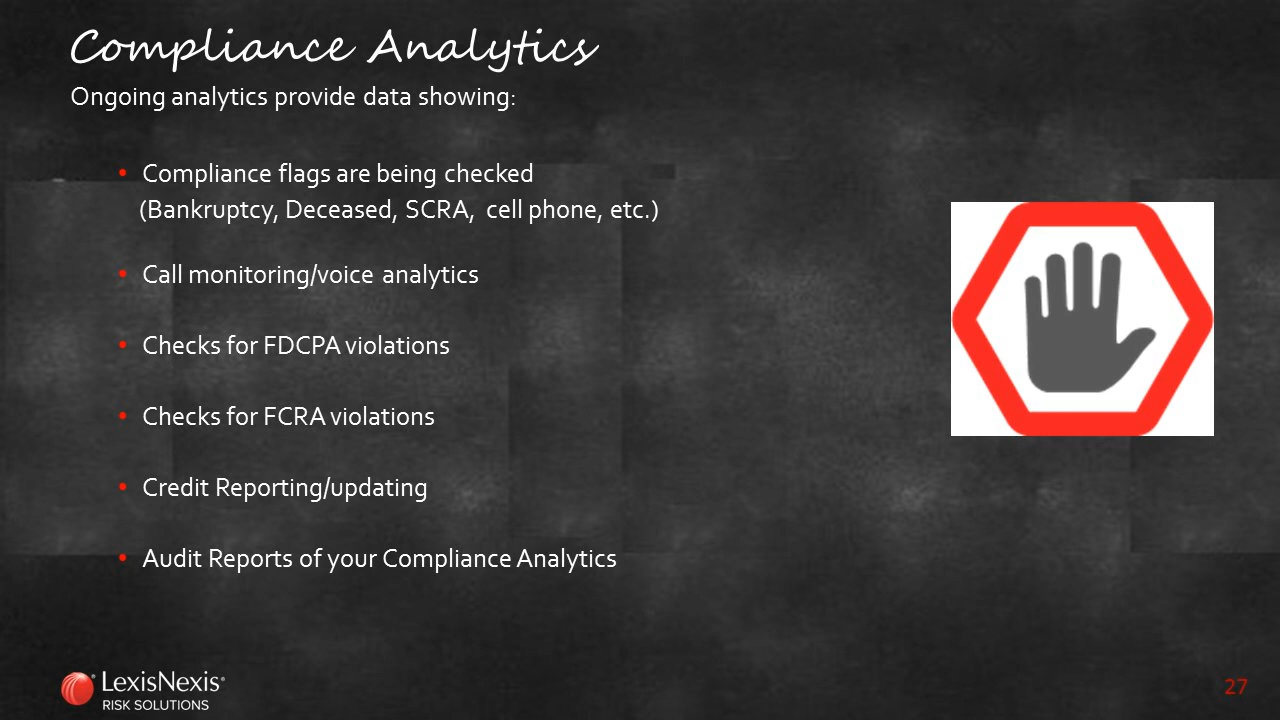 Compliance Analytics
Ongoing analytics provide data showing:
• Compliance flags are being checked
(Bankruptcy, Deceased, SCRA, cell phone, etc.)
• Call monitoring/voice analytics
• Checks for FDCPA violations
• Checks for FCRA violations
• Credit Reporting/updating
• Audit Reports of your Compliance Analytics
LexisNexis®
RISK SOLUTIONS
27